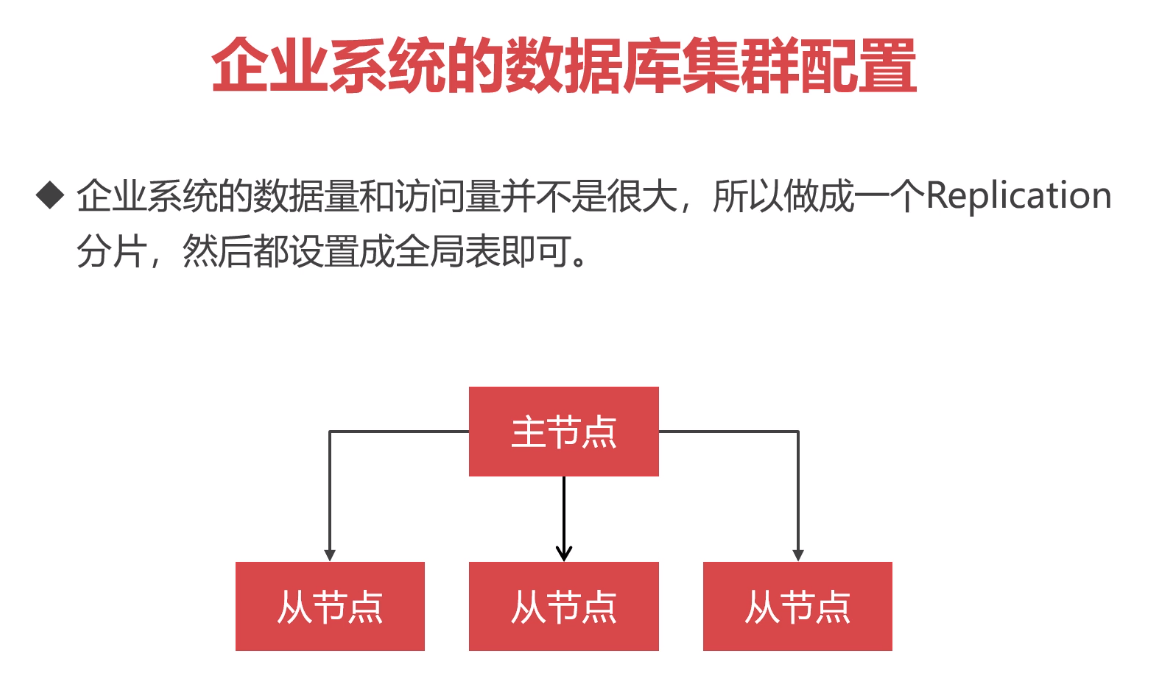 企业系统的数据库集群配置
企业系统的数据量和访问量并不是很大，所以做成一个Replication
分片，然后都设置成全局表即可。
主节点
从节点
从节点
从节点